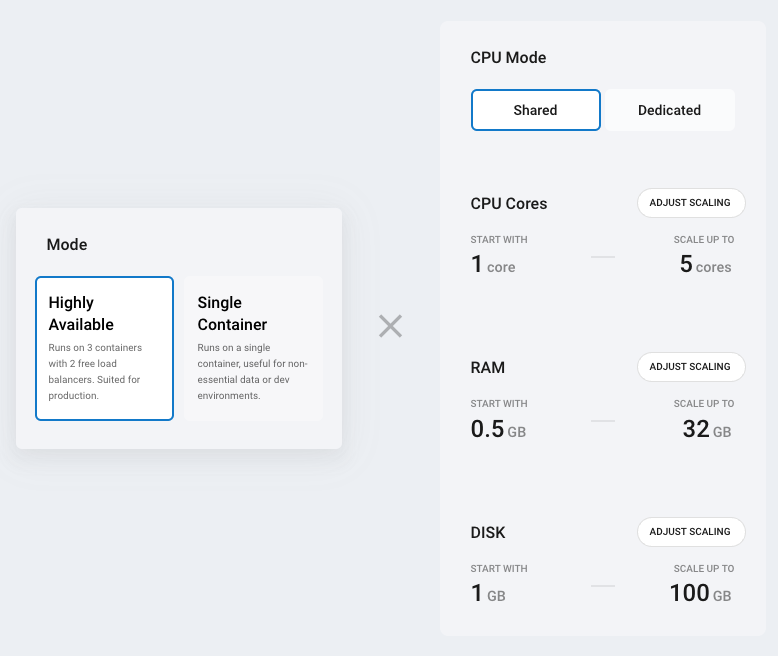 Mode
Highly
Available
Runs on 3 containers
with 2 free load
balancers. Suited for
production.
Single
Container
Runs on a single
container, useful for non-
essential data or dev
environments.
CPU Mode
Shared
Dedicated
CPU Cores
ADJUST SCALING
START WITH
SCALE UP TO
1 core
5 cores
RAM
ADJUST SCALING
START WITH
SCALE UP TO
0.5 GB
32 GB
DISK
ADJUST SCALING
START WITH
SCALE UP TO
1 GB
100 GB